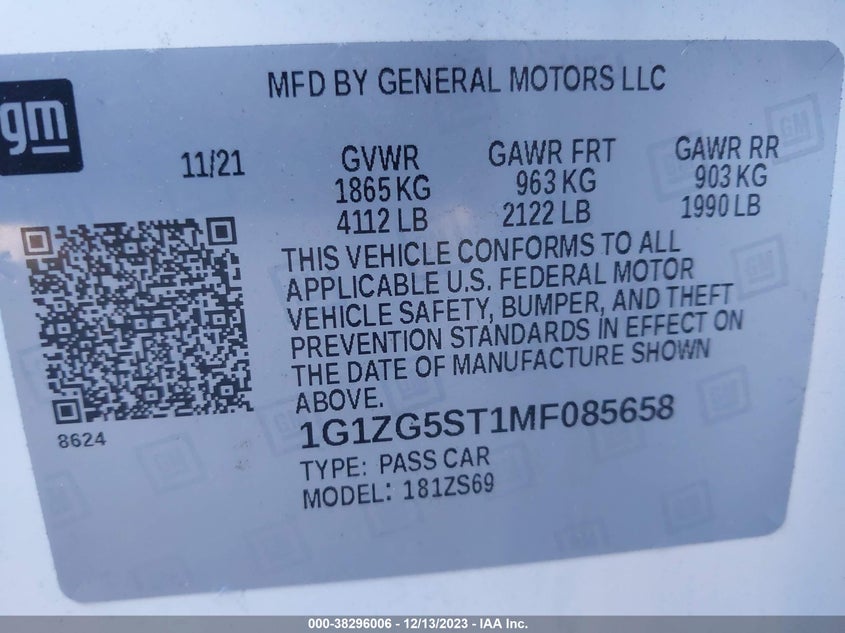 gm
MFD BY GENERAL MOTORS LLC
11/21 GVWR GAWR FRT GAWR RR
1865 KG 963 KG 903 KG
4112 LB 2122 LB 1990 LB
THIS VEHICLE CONFORMS TO ALL
APPLICABLE U.S. FEDERAL MOTOR
VEHICLE SAFETY, BUMPER, AND THEFT
PREVENTION STANDARDS IN EFFECT ON
THE DATE OF MANUFACTURE SHOWN
ABOVE.
8624
1G1ZG5ST1MF085658
TYPE: PASS CAR
MODEL: 181ZS69
000-38296006 - 12/13/2023 - IAA Inc.